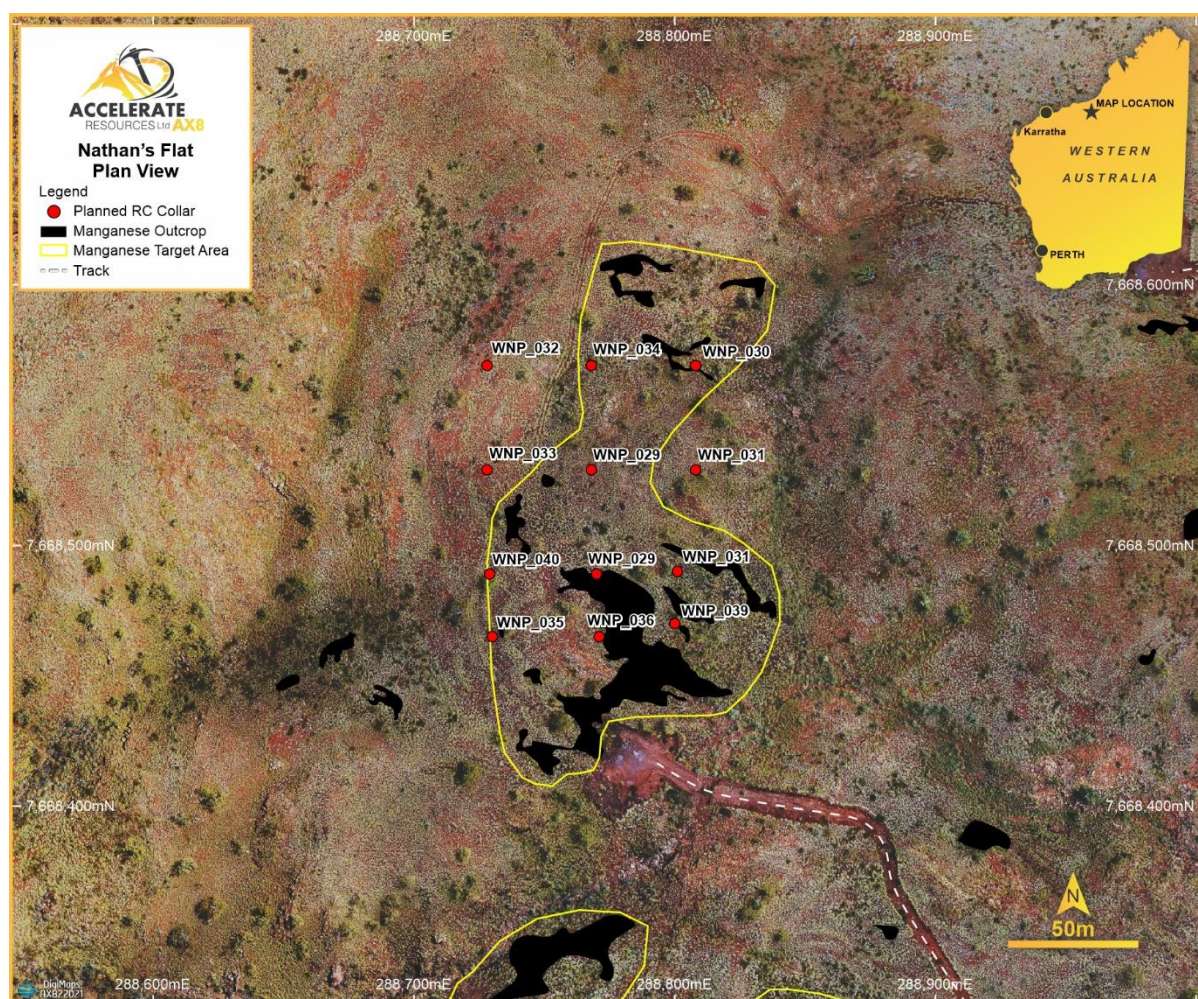 288,700mE
288,800mE
288,900mE
ACCELERATE
RESOURCES Ltd AX8
Nathan's Flat
Plan View
Legend
Planned RC Collar
Manganese Outcrop
Manganese Target Area
Track
MAP LOCATION
Karratha
WESTERN
AUSTRALIA
PERTH
7,668,600mN
WNP_032
WNP_034
WNP_030
WNP_033
WNP_029
WNP_031
7,668,500mN
7,668,500mN
WNP_040
WNP_029
WNP_031
WNP_035
WNP_036
WNP_039
7,668,400mN
7,668,400mN
N
50m
DigiMaps
AX822021
288,600mE
288,700mE
288,800mE
288,900mE